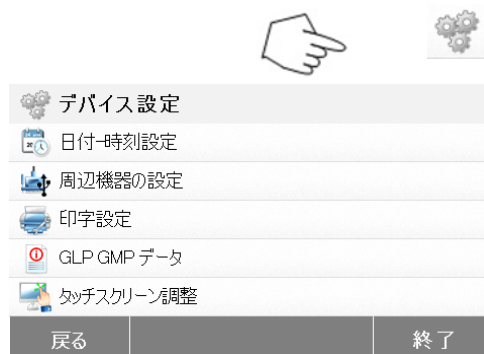 デバイス設定
日付-時刻設定
周辺機器の設定
印字設定
GLP GMP データ
タッチスクリーン調整
戻る 終了